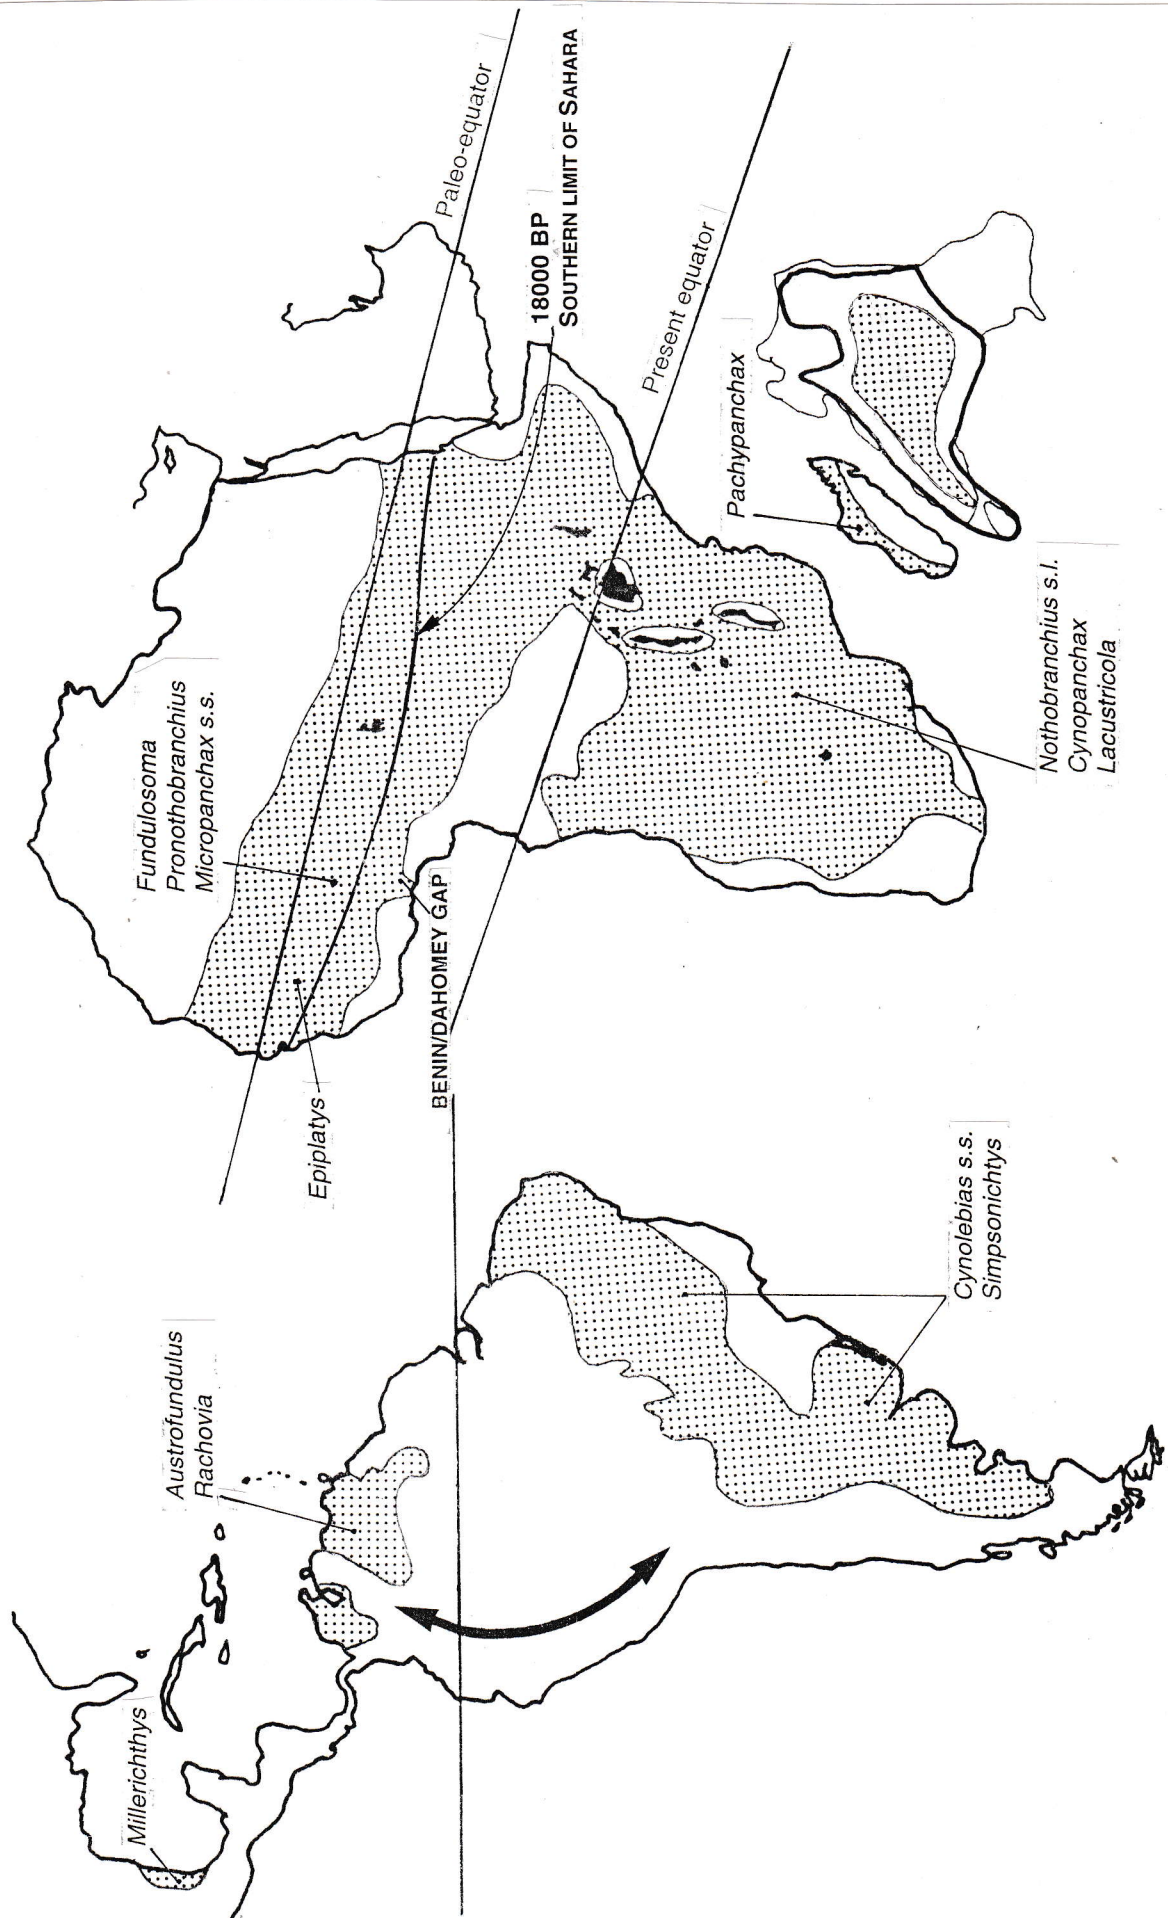 Millerichthys
Austrofundulus
Rachovia
Cynolebias s.s.
Simpsonichtys
Epiplatys
BENIN/DAHOMEY GAP
Fundulosoma
Pronothobranchius
Micropanchax s.s.
Nothobranchius s.l.
Cynopanchax
Lacustricola
Pachypanchax
Paleo-equator
18000 BP
SOUTHERN LIMIT OF SAHARA
Present equator